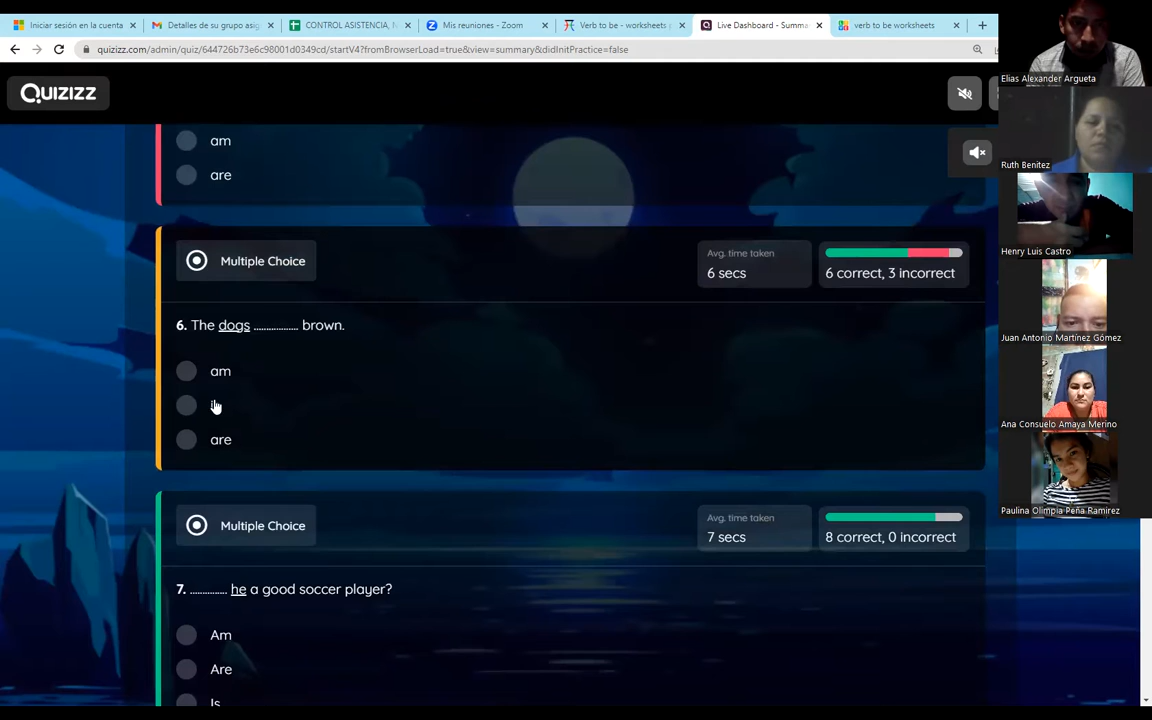 Iniciar sesión en la cuenta
Detalles de su grupo asig
CONTROL ASISTENCIA,
Mis reuniones - Zoom
Verb to be - worksheets
Live Dashboard - Summa
verb to be worksheets
quizizz.com/admin/quiz/644726b73e6c98001d0349cd/startV4?fromBrowserLoad=true&view=summary&didInitPractice=false
Quizizz
am
are
Multiple Choice
Avg. time taken
6 secs
6 correct, 3 incorrect
6. The dogs .................. brown.
am
are
Multiple Choice
Avg. time taken
7 secs
8 correct, 0 incorrect
7. ............... he a good soccer player?
Am
Are
Is
Elias Alexander Argueta
Ruth Benitez
Henry Luis Castro
Juan Antonio Martínez Gómez
Ana Consuelo Amaya Merino
Paulina Olimpia Peña Ramirez